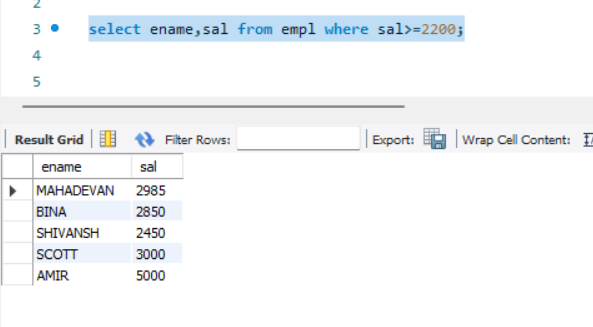 2
3 select ename,sal from empl where sal>=2200;
4
5
Result Grid Filter Rows: Export: Wrap Cell Content:
ename sal
MAHADEVAN 2985
BINA 2850
SHIVANSH 2450
SCOTT 3000
AMIR 5000